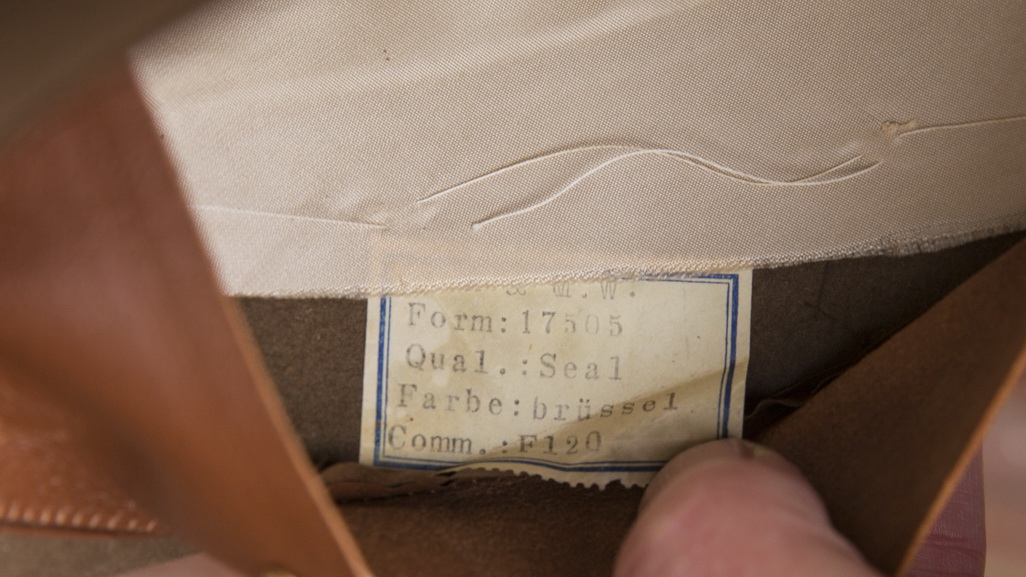 & M.W.
Form:17505
Qual.:Seal
Farbe:brüssel
Comm.:F120